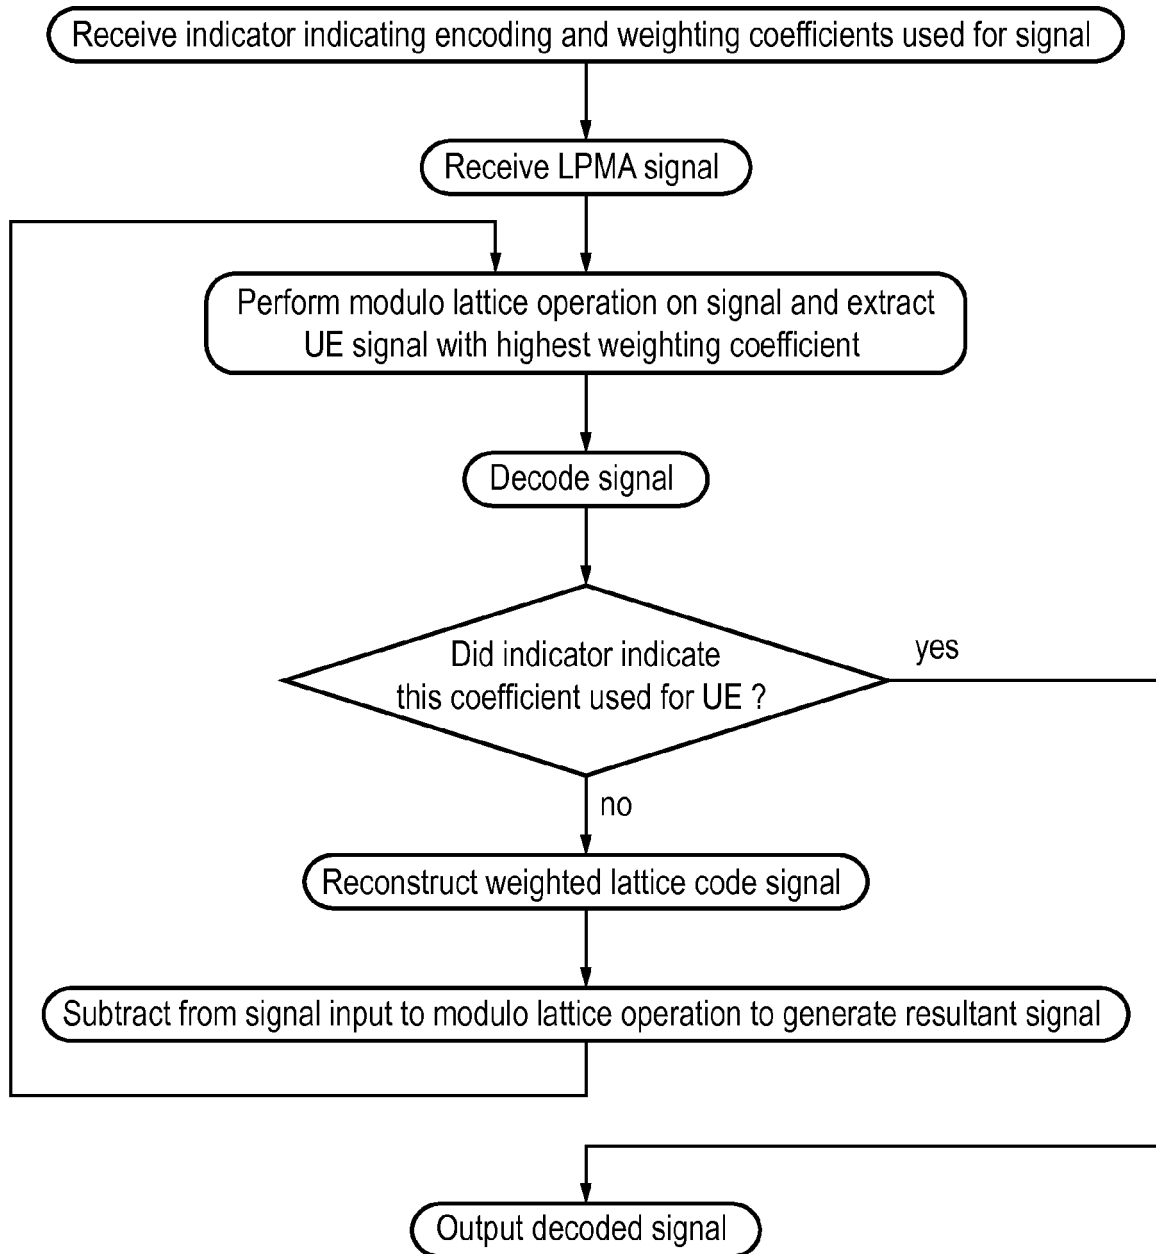 Receive indicator indicating encoding and weighting coefficients used for signal
Receive LPMA signal
Perform modulo lattice operation on signal and extract
UE signal with highest weighting coefficient
Decode signal
Did indicator indicate
this coefficient used for UE ?
yes
no
Reconstruct weighted lattice code signal
Subtract from signal input to modulo lattice operation to generate resultant signal
Output decoded signal